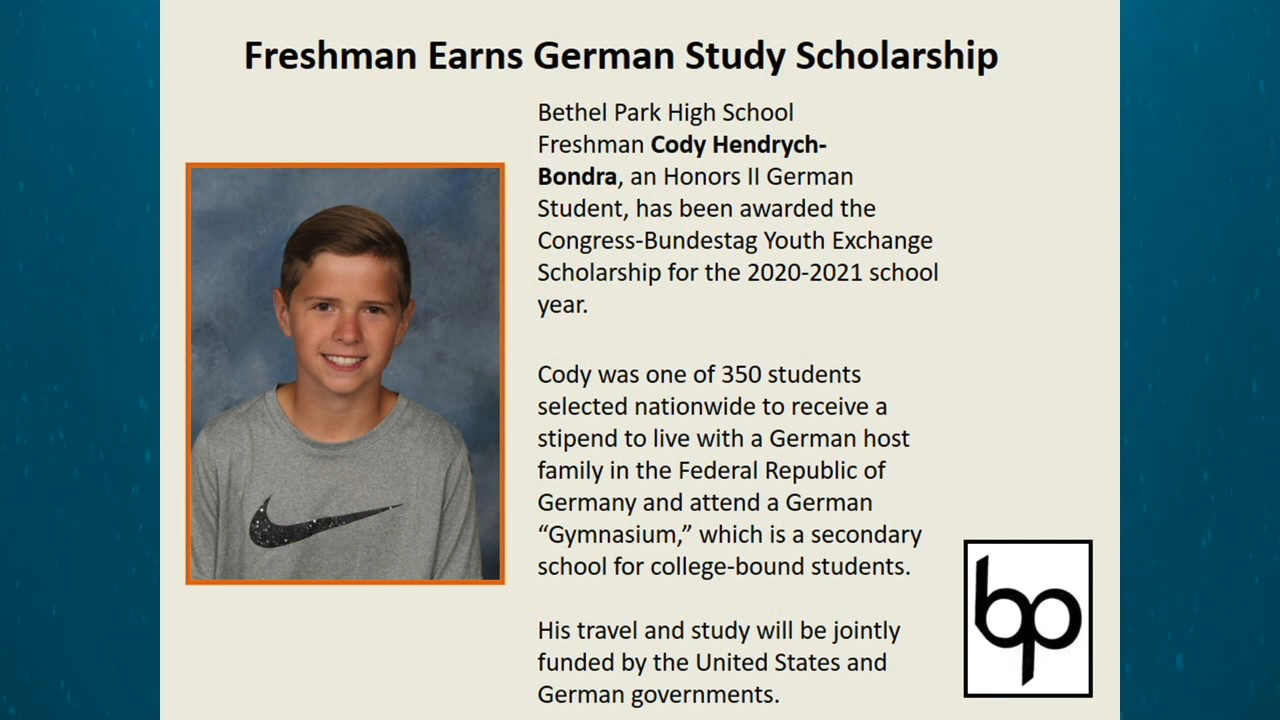 Freshman Earns German Study Scholarship
Bethel Park High School
Freshman Cody Hendrych-
Bondra, an Honors II German
Student, has been awarded the
Congress-Bundestag Youth Exchange
Scholarship for the 2020-2021 school
year.
Cody was one of 350 students
selected nationwide to receive a
stipend to live with a German host
family in the Federal Republic of
Germany and attend a German
“Gymnasium,” which is a secondary
school for college-bound students.
His travel and study will be jointly
funded by the United States and
German governments.
bp